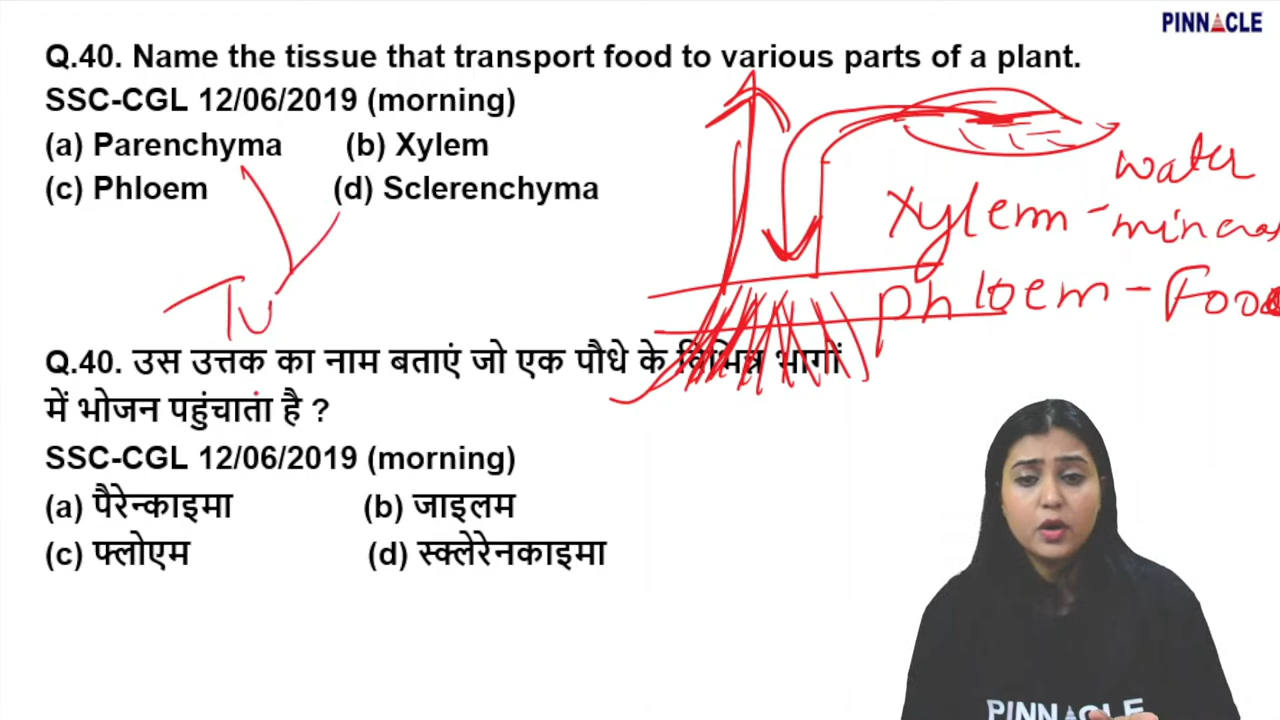 PINNACLE
Q.40. Name the tissue that transport food to various parts of a plant.
SSC-CGL 12/06/2019 (morning)
(a) Parenchyma (b) Xylem
(c) Phloem (d) Sclerenchyma
water
Xylem - minera
Phloem - Food
Q.40. उस उत्तक का नाम बताएं जो एक पौधे के विभिन्न भागों
में भोजन पहुंचाता है ?
SSC-CGL 12/06/2019 (morning)
(a) पैरेन्काइमा (b) जाइलम
(c) फ्लोएम (d) स्क्लेरेनकाइमा
PINNACLE